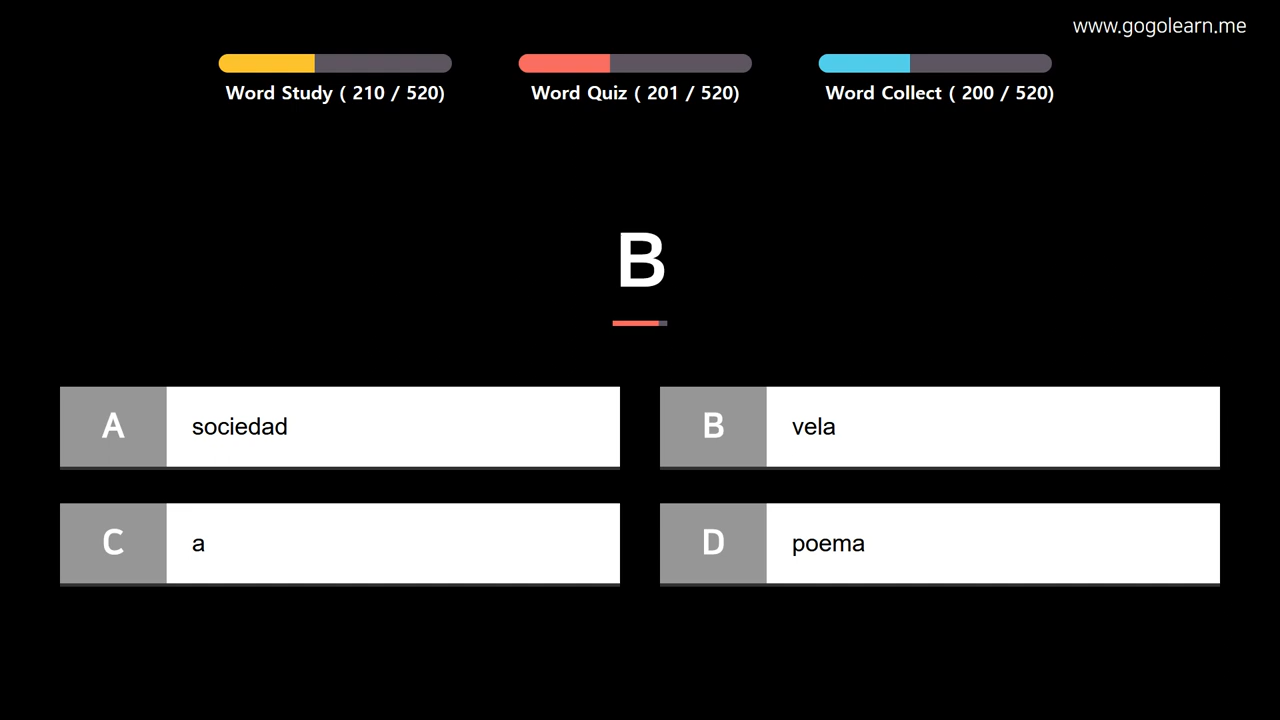 www.gogolearn.me
Word Study ( 210 / 520)
Word Quiz ( 201 / 520)
Word Collect ( 200 / 520)
B
A
sociedad
B
vela
C
a
D
poema